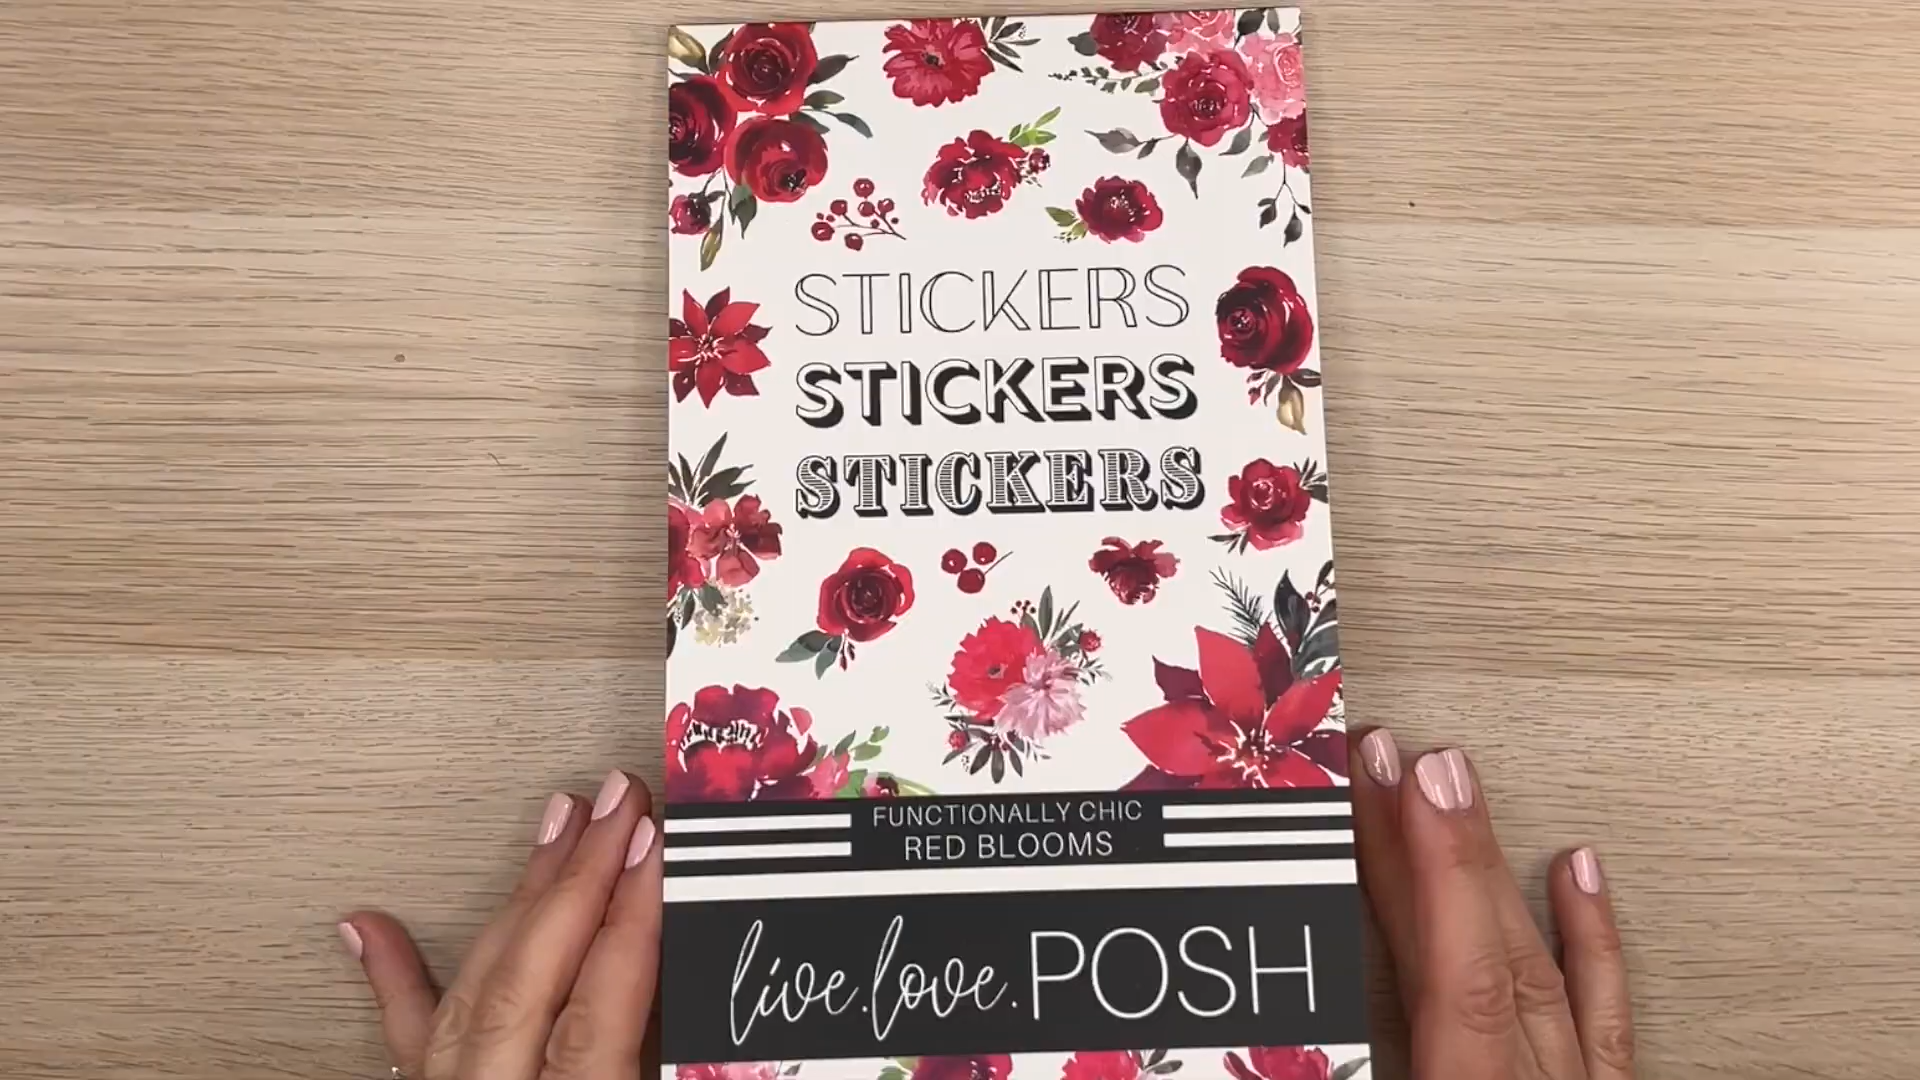 STICKERS
STICKERS
STICKERS
FUNCTIONALLY CHIC
RED BLOOMS
live.love.POSH